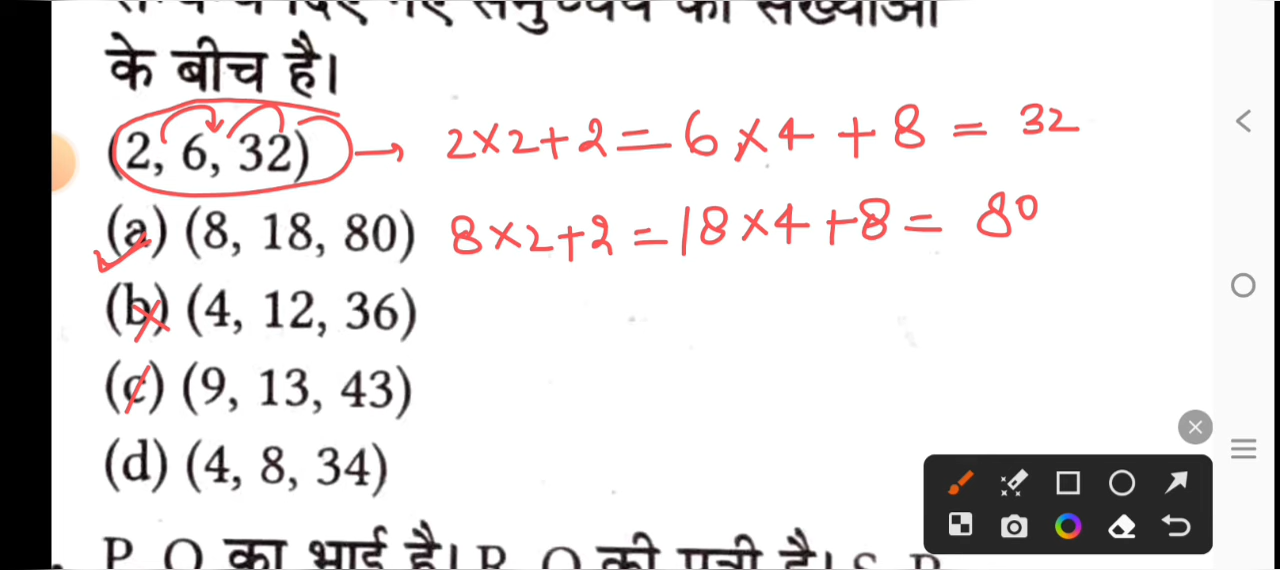 के बीच है।
(2, 6, 32) → 2×2+2=6×4+8=32
(a) (8, 18, 80) 8×2+2=18×4+8=80
(b) (4, 12, 36)
(c) (9, 13, 43)
(d) (4, 8, 34)
P, Q का भाई है। R, Q की पत्नी है। S, R